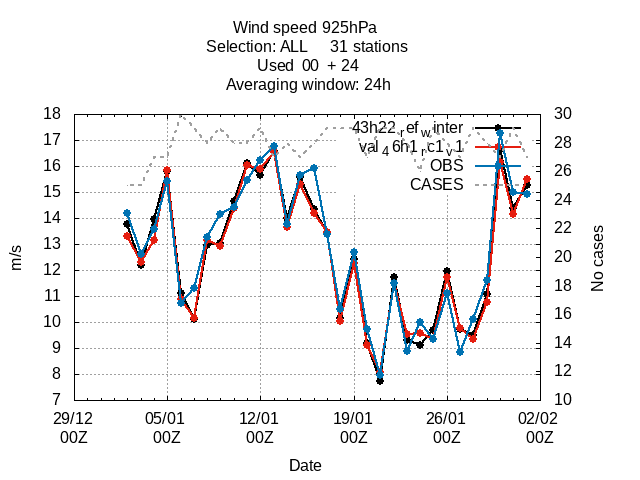 Wind speed 925hPa
Selection: ALL     31 stations
Used  00  + 24
Averaging window: 24h
18
17
16
15
14
13
12
11
10
9
8
7
m/s
30
28
26
24
22
20
18
16
14
12
10
No cases
43h22_ref_winter
val_46h1_rc1_v1
OBS
CASES
29/12 05/01 12/01 19/01 26/01 02/02
00Z 00Z 00Z 00Z 00Z 00Z
Date